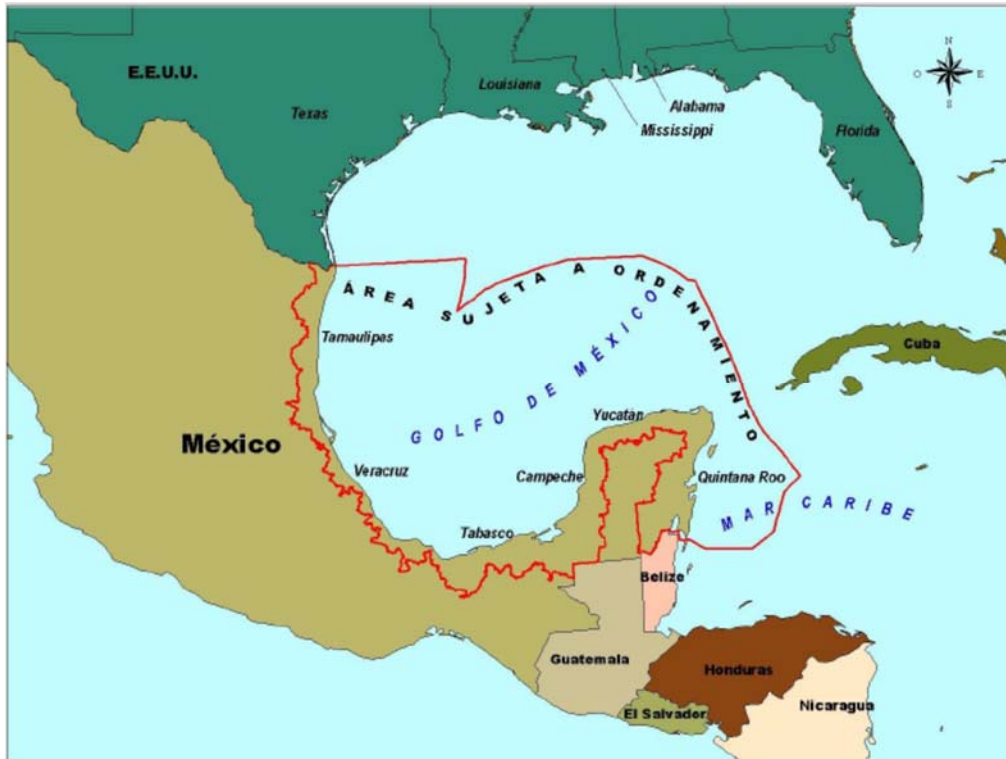 E.E.U.U.
Texas
Louisiana
Alabama
Mississippi
Florida
N
O
E
S
ÁREA SUJETA A ORDENAMIENTO
GOLFO DE MÉXICO
Tamaulipas
Cuba
México
Yucatán
Veracruz
Campeche
Quintana Roo
MAR CARIBE
Tabasco
Belize
Guatemala
Honduras
El Salvador
Nicaragua